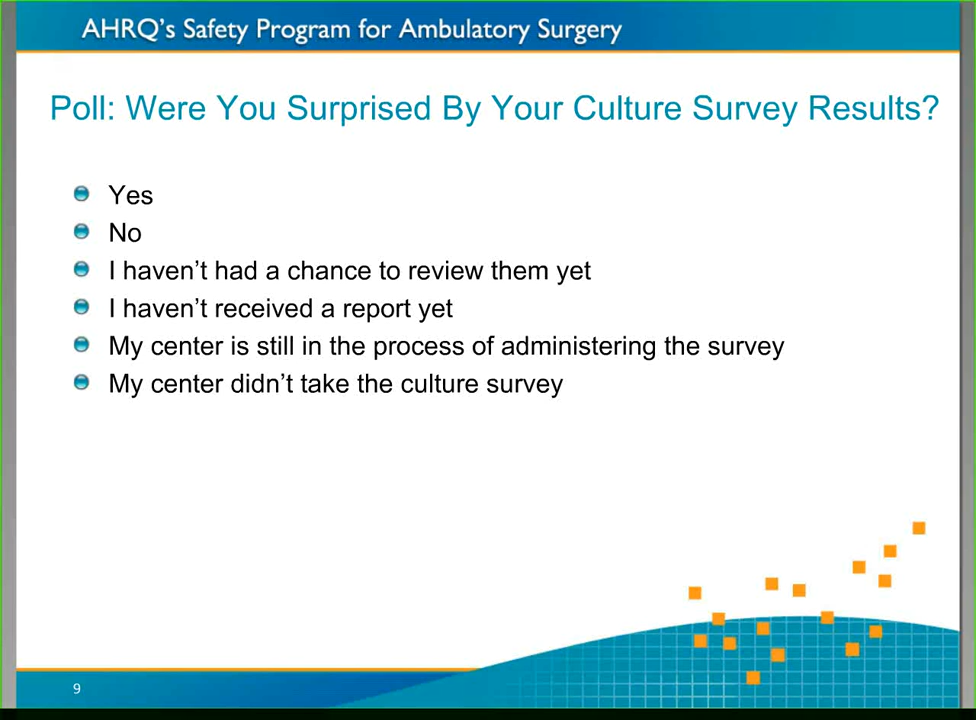 AHRQ's Safety Program for Ambulatory Surgery
Poll: Were You Surprised By Your Culture Survey Results?
Yes
No
I haven't had a chance to review them yet
I haven't received a report yet
My center is still in the process of administering the survey
My center didn't take the culture survey
9